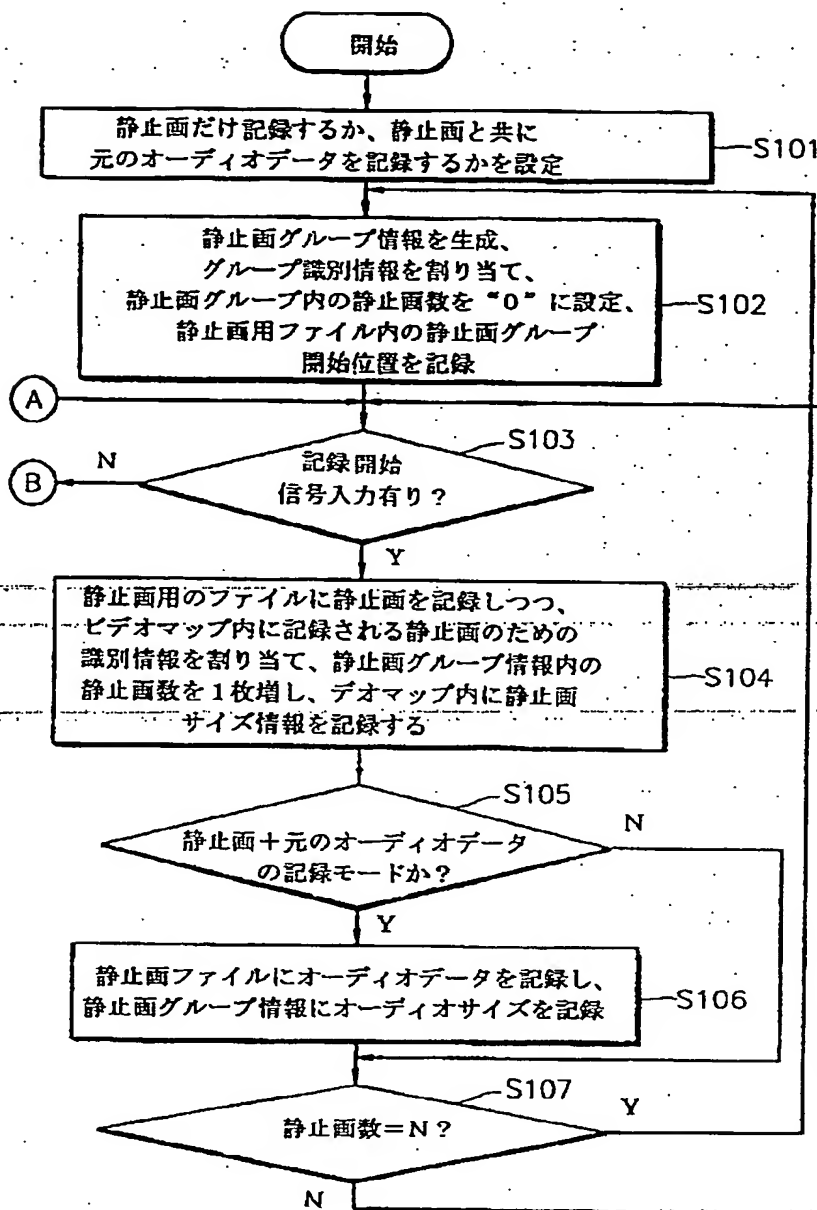 開始
静止画だけ記録するか、静止画と共に
元のオーディオデータを記録するかを設定
S101
静止画グループ情報を生成、
グループ識別情報を割り当て、
静止画グループ内の静止画数を“0”に設定、
静止画用ファイル内の静止画グループ
開始位置を記録
S102
A
S103
記録開始
信号入力有り？
N
B
Y
静止画用のファイルに静止画を記録しつつ、
ビデオマップ内に記録される静止画のための
識別情報を割り当て、静止画グループ情報内の
静止画数を1枚増し、デオマップ内に静止画
サイズ情報を記録する
S104
S105
静止画＋元のオーディオデータ
の記録モードか？
N
Y
静止画ファイルにオーディオデータを記録し、
静止画グループ情報にオーディオサイズを記録
S106
S107
静止画数＝N？
Y
N